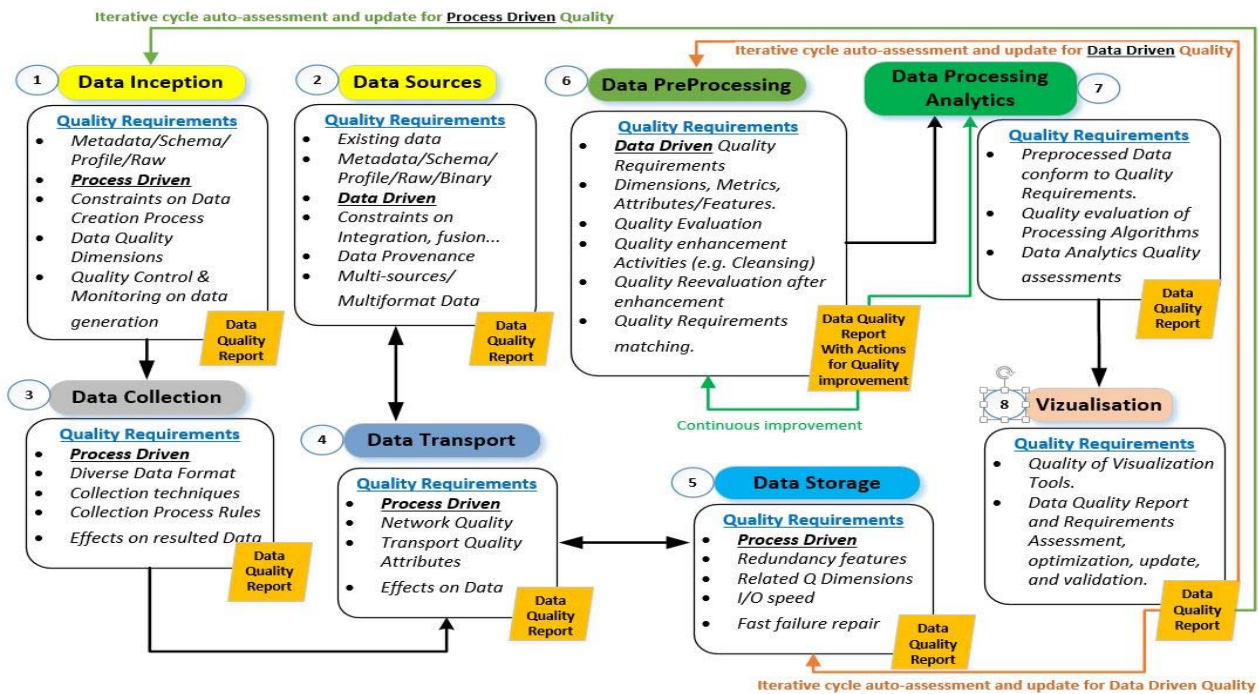 Iterative cycle auto-assessment and update for Process Driven Quality
Iterative cycle auto-assessment and update for Data Driven Quality
1
Data Inception
Quality Requirements
• Metadata/Schema/
Profile/Raw
• Process Driven
• Constraints on Data
Creation Process
• Data Quality
Dimensions
• Quality Control &
Monitoring on data
generation
Data
Quality
Report
2
Data Sources
Quality Requirements
• Existing data
• Metadata/Schema/
Profile/Raw/Binary
• Data Driven
• Constraints on
Integration, fusion...
• Data Provenance
• Multi-sources/
Multiformat Data
Data
Quality
Report
3
Data Collection
Quality Requirements
• Process Driven
• Diverse Data Format
• Collection techniques
• Collection Process Rules
• Effects on resulted Data
Data
Quality
Report
4
Data Transport
Quality Requirements
• Process Driven
• Network Quality
• Transport Quality
Attributes
• Effects on Data
Data
Quality
Report
5
Data Storage
Quality Requirements
• Process Driven
• Redundancy features
• Related Q Dimensions
• I/O speed
• Fast failure repair
Data
Quality
Report
6
Data PreProcessing
Quality Requirements
• Data Driven Quality
Requirements
• Dimensions, Metrics,
Attributes/Features.
• Quality Evaluation
• Quality enhancement
Activities (e.g. Cleansing)
• Quality Reevaluation after
enhancement
• Quality Requirements
matching.
Data Quality
Report
With Actions
for Quality
improvement
Continuous improvement
Data Processing
Analytics
7
Quality Requirements
• Preprocessed Data
conform to Quality
Requirements.
• Quality evaluation of
Processing Algorithms
• Data Analytics Quality
assessments
Data
Quality
Report
8
Vizualisation
Quality Requirements
• Quality of Visualization
Tools.
• Data Quality Report
and Requirements
Assessment,
optimization, update,
and validation.
Data
Quality
Report
Iterative cycle auto-assessment and update for Data Driven Quality